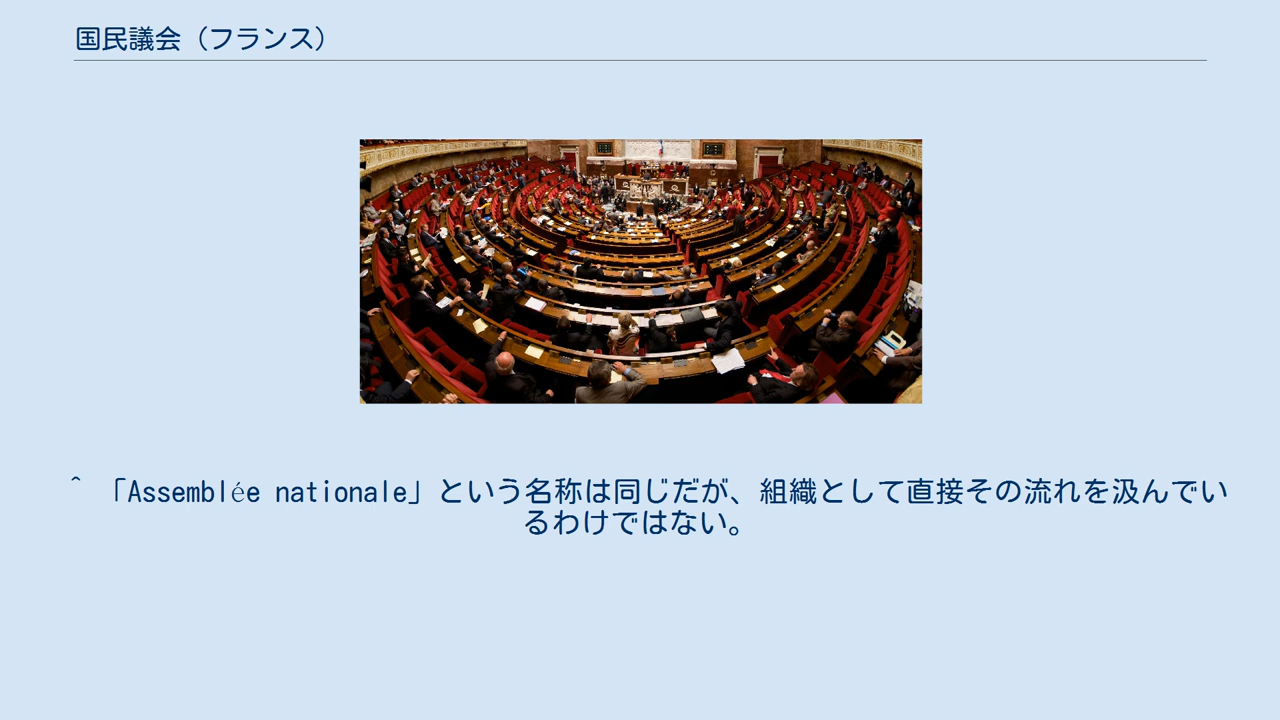 国民議会（フランス）
^ 「Assemblée nationale」という名称は同じだが、組織として直接その流れを汲んでい
るわけではない。